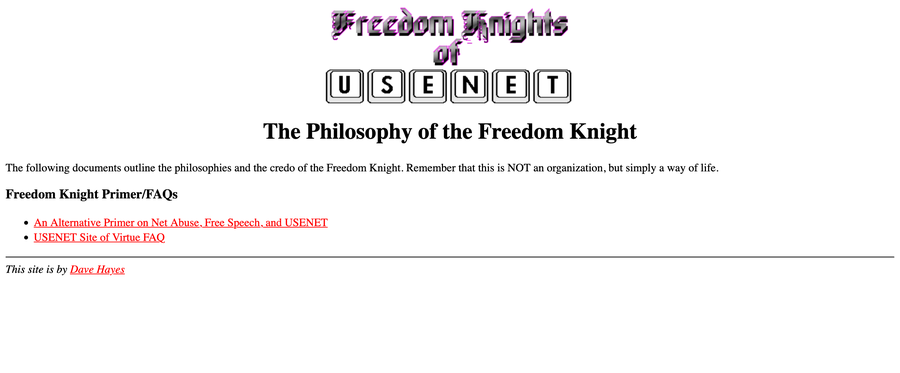 Freedom Knights
of
USENET
The Philosophy of the Freedom Knight
The following documents outline the philosophies and the credo of the Freedom Knight. Remember that this is NOT an organization, but simply a way of life.
Freedom Knight Primer/FAQs
• An Alternative Primer on Net Abuse, Free Speech, and USENET
• USENET Site of Virtue FAQ
This site is by Dave Hayes